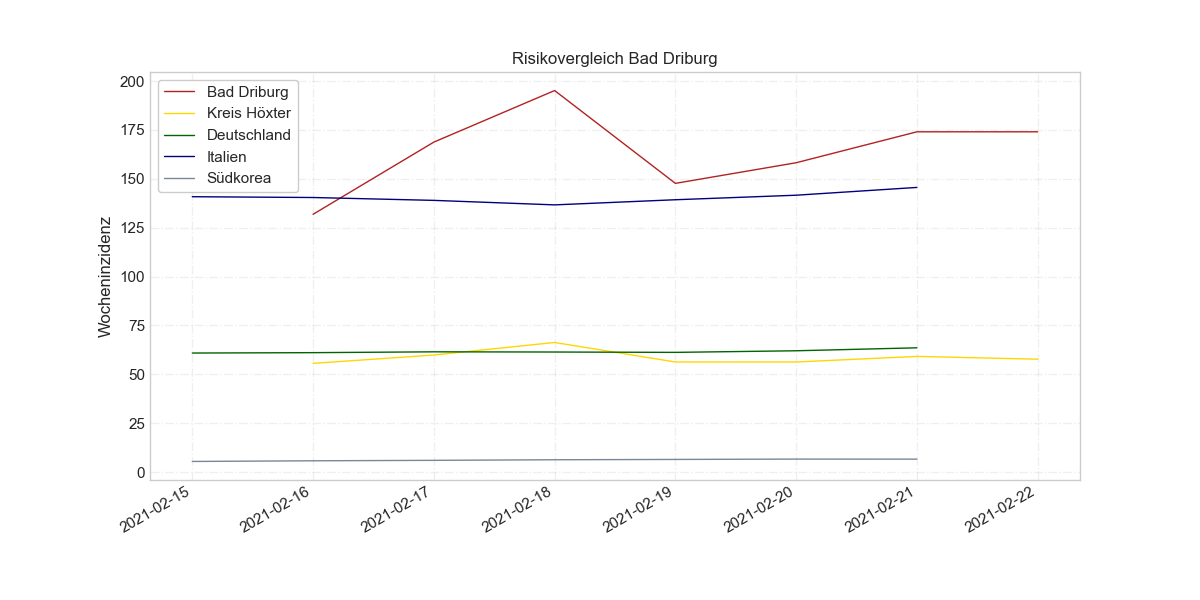 Risikovergleich Bad Driburg
Wocheninzidenz
200
175
150
125
100
75
50
25
0
Bad Driburg
Kreis Höxter
Deutschland
Italien
Südkorea
2021-02-15
2021-02-16
2021-02-17
2021-02-18
2021-02-19
2021-02-20
2021-02-21
2021-02-22